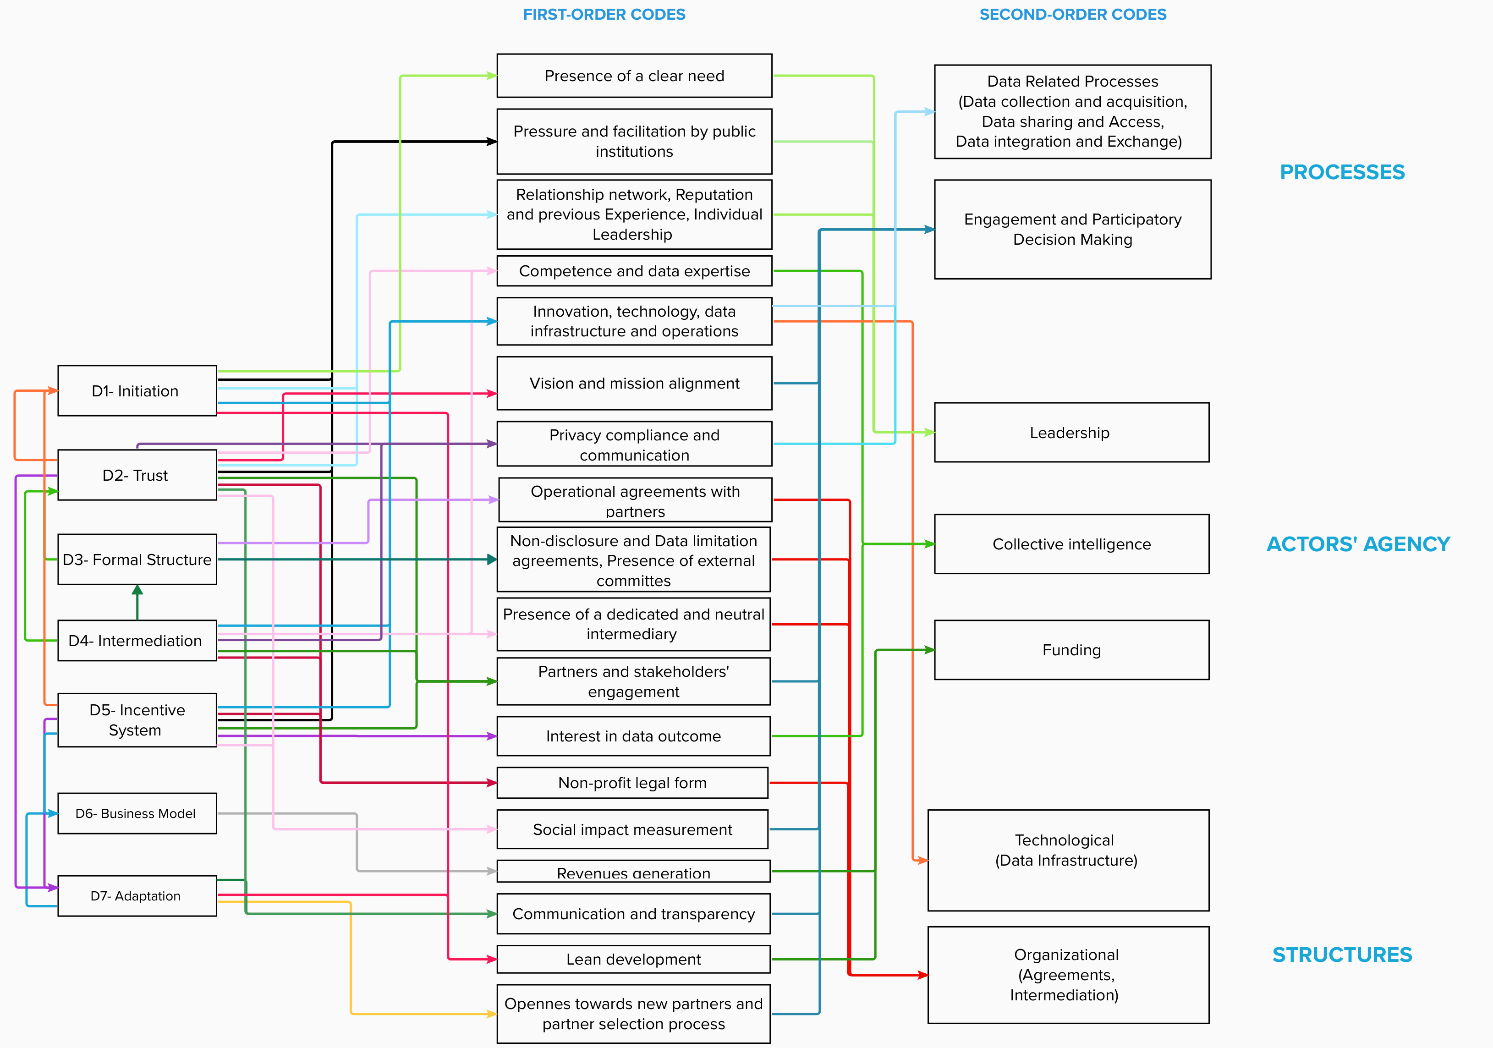 FIRST-ORDER CODES
SECOND-ORDER CODES
D1- Initiation
D2- Trust
D3- Formal Structure
D4- Intermediation
D5- Incentive
System
D6- Business Model
D7- Adaptation
Presence of a clear need
Pressure and facilitation by public
institutions
Relationship network, Reputation
and previous Experience, Individual
Leadership
Competence and data expertise
Innovation, technology, data
infrastructure and operations
Vision and mission alignment
Privacy compliance and
communication
Operational agreements with
partners
Non-disclosure and Data limitation
agreements, Presence of external
committes
Presence of a dedicated and neutral
intermediary
Partners and stakeholders'
engagement
Interest in data outcome
Non-profit legal form
Social impact measurement
Revenues generation
Communication and transparency
Lean development
Opennes towards new partners and
partner selection process
Data Related Processes
(Data collection and acquisition,
Data sharing and Access,
Data integration and Exchange)
Engagement and Participatory
Decision Making
Leadership
Collective intelligence
Funding
Technological
(Data Infrastructure)
Organizational
(Agreements,
Intermediation)
PROCESSES
ACTORS' AGENCY
STRUCTURES